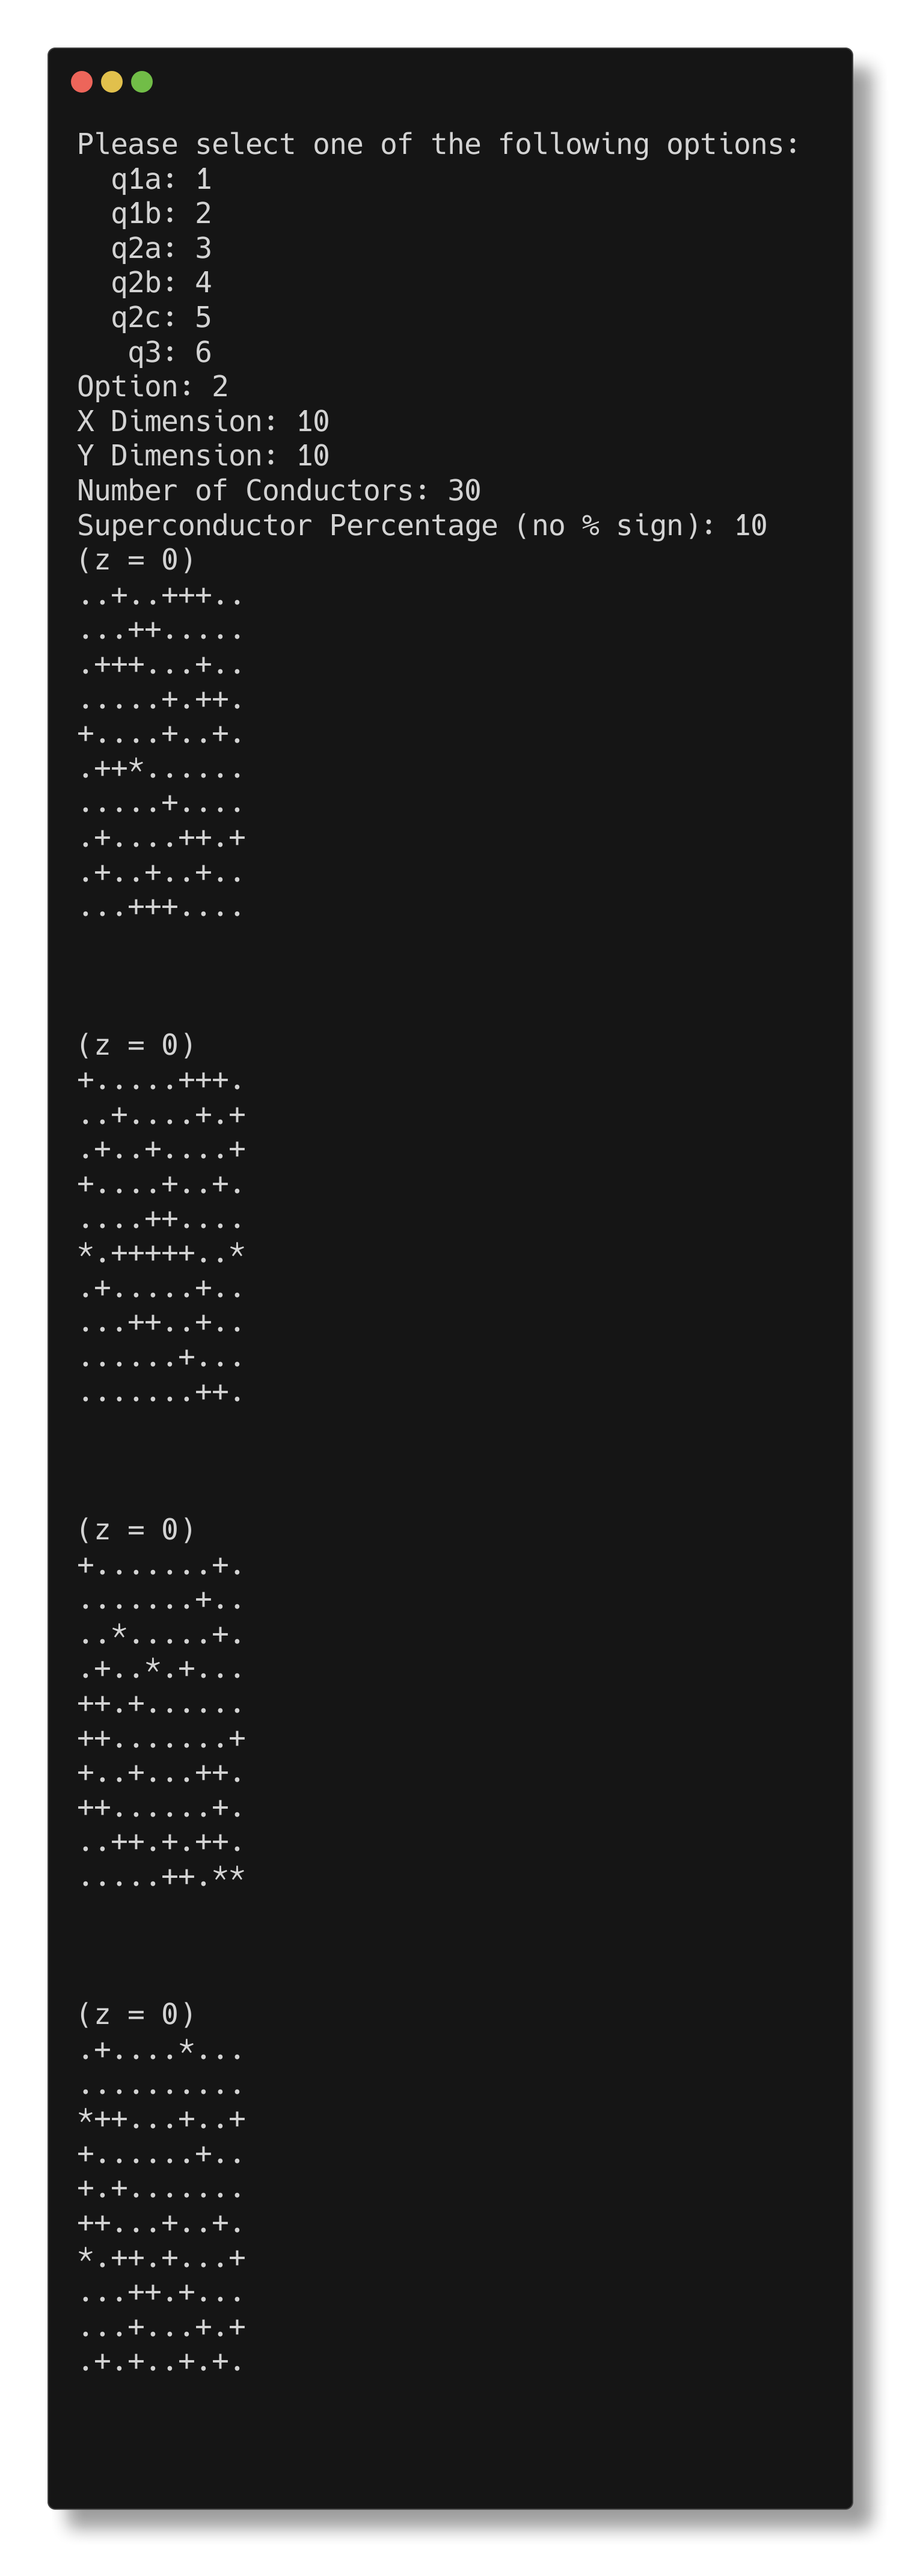 Please select one of the following options:
  q1a: 1
  q1b: 2
  q2a: 3
  q2b: 4
  q2c: 5
   q3: 6
Option: 2
X Dimension: 10
Y Dimension: 10
Number of Conductors: 30
Superconductor Percentage (no % sign): 10
(z = 0)
..+..+++..
...++.....
.+++...+..
.....+.++.
+....+..+.
.++*......
.....+....
.+....++.+
.+..+..+..
...+++....
(z = 0)
+.....+++.
..+....+.+
.+..+....+
+....+..+.
....++....
*.+++++..*
.+.....+..
...++..+..
......+...
.......++.
(z = 0)
+.......+.
.......+..
..*.....+.
.+..*.+...
++.+......
++.......+
+..+...++.
++......+.
..++.+.++.
.....++.**
(z = 0)
.+....*...
..........
*++...+..+
+......+..
+.+.......
++...+..+.
*.++.+...+
...++.+...
...+...+.+
.+.+..+.+.